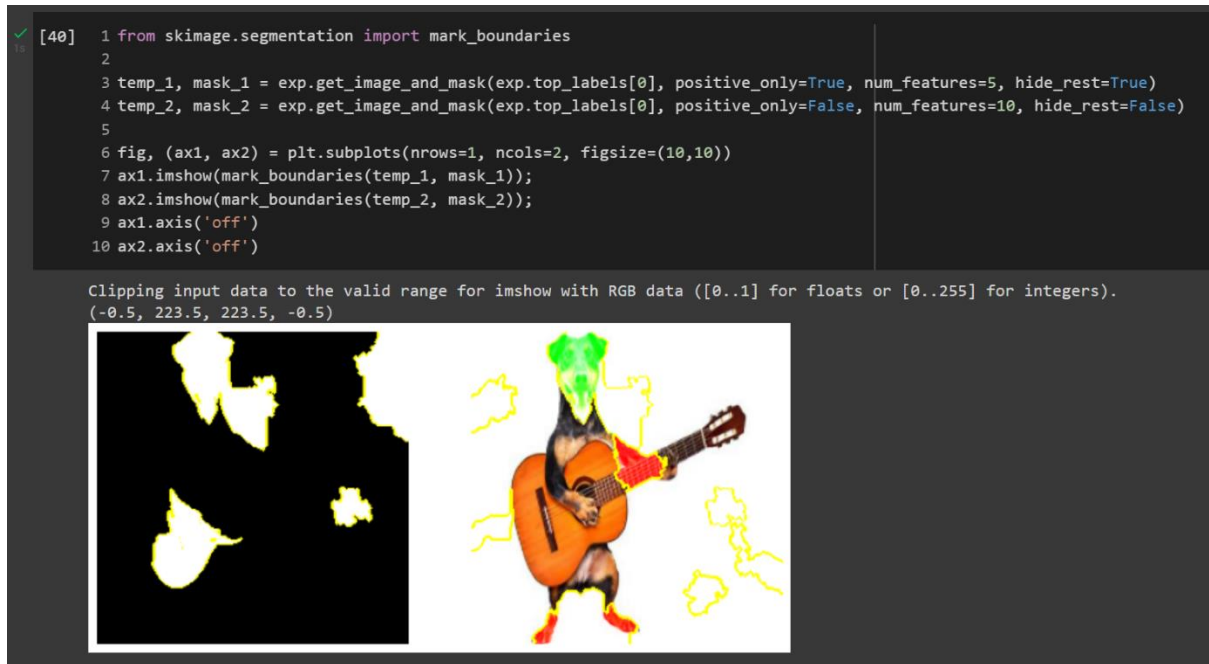 [40] 1 from skimage.segmentation import mark_boundaries
1s 2
3 temp_1, mask_1 = exp.get_image_and_mask(exp.top_labels[0], positive_only=True, num_features=5, hide_rest=True)
4 temp_2, mask_2 = exp.get_image_and_mask(exp.top_labels[0], positive_only=False, num_features=10, hide_rest=False)
5
6 fig, (ax1, ax2) = plt.subplots(nrows=1, ncols=2, figsize=(10,10))
7 ax1.imshow(mark_boundaries(temp_1, mask_1));
8 ax2.imshow(mark_boundaries(temp_2, mask_2));
9 ax1.axis('off')
10 ax2.axis('off')
Clipping input data to the valid range for imshow with RGB data ([0..1] for floats or [0..255] for integers).
(-0.5, 223.5, 223.5, -0.5)